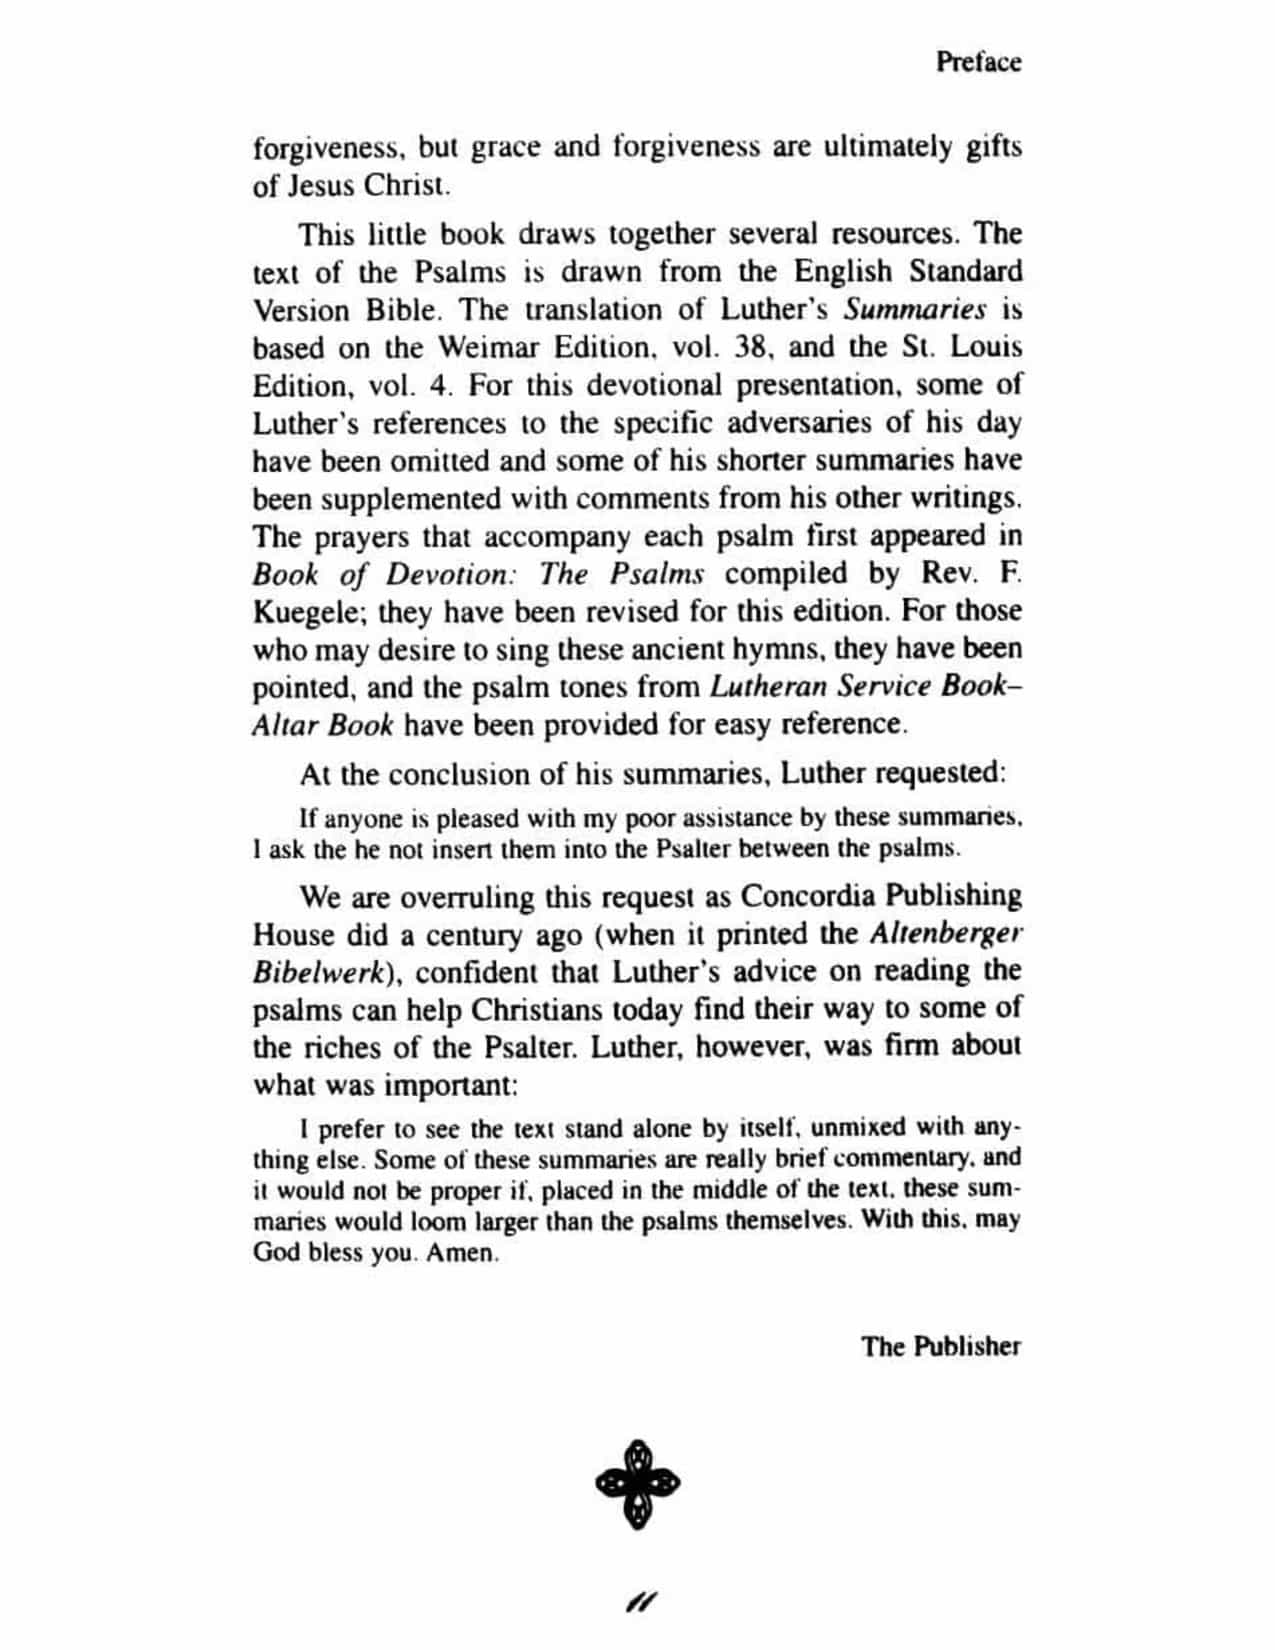 Preface
forgiveness, but grace and forgiveness are ultimately gifts
of Jesus Christ.
This little book draws together several resources. The
text of the Psalms is drawn from the English Standard
Version Bible. The translation of Luther's Summaries is
based on the Weimar Edition, vol. 38, and the St. Louis
Edition, vol. 4. For this devotional presentation, some of
Luther's references to the specific adversaries of his day
have been omitted and some of his shorter summaries have
been supplemented with comments from his other writings.
The prayers that accompany each psalm first appeared in
Book of Devotion: The Psalms compiled by Rev. F.
Kuegele; they have been revised for this edition. For those
who may desire to sing these ancient hymns, they have been
pointed, and the psalm tones from Lutheran Service Book–
Altar Book have been provided for easy reference.
At the conclusion of his summaries, Luther requested:
If anyone is pleased with my poor assistance by these summaries,
I ask the he not insert them into the Psalter between the psalms.
We are overruling this request as Concordia Publishing
House did a century ago (when it printed the Altenberger
Bibelwerk), confident that Luther's advice on reading the
psalms can help Christians today find their way to some of
the riches of the Psalter. Luther, however, was firm about
what was important:
I prefer to see the text stand alone by itself, unmixed with any-
thing else. Some of these summaries are really brief commentary, and
it would not be proper if, placed in the middle of the text, these sum-
maries would loom larger than the psalms themselves. With this, may
God bless you. Amen.
The Publisher
11